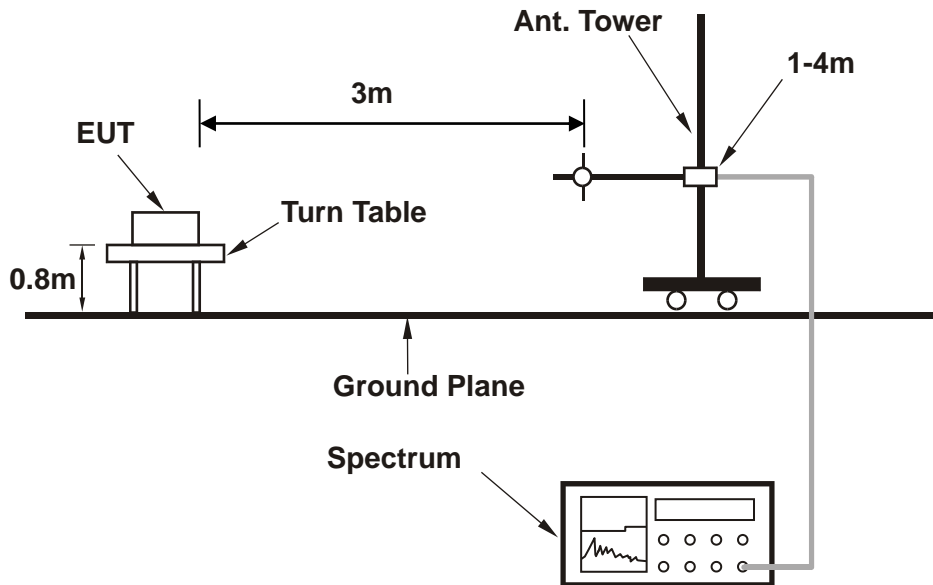 Ant. Tower
1-4m
3m
EUT
Turn Table
0.8m
Ground Plane
Spectrum